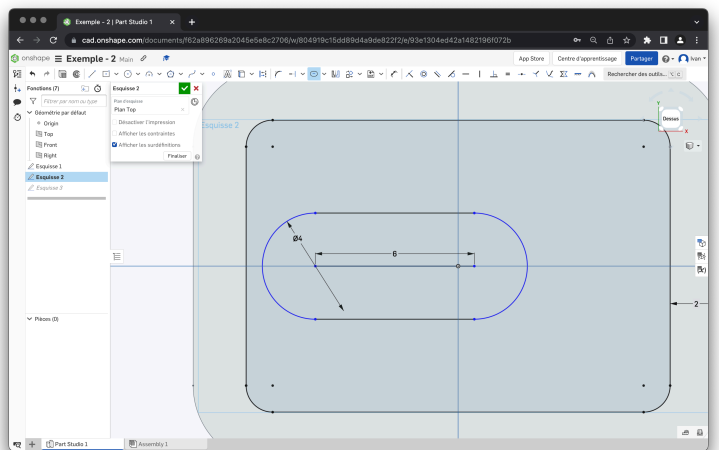 Exemple - 2 | Part Studio 1
cad.onshape.com/documents/f62a896269a2045e5e8c2706/w/804919c15dd89d4a9de822f2/e/93e1304ed42a1482196f072b
onshape Exemple - 2 Main
App Store Centre d'apprentissage Partager Ivan
Rechercher des outils...
Fonctions (7)
Filtrer par nom ou type
Géométrie par défaut
Origin
Top
Front
Right
Esquisse 1
Esquisse 2
Esquisse 3
Pièces (0)
Esquisse 2
Plan d'esquisse
Plan Top
Désactiver l'impression
Afficher les contraintes
Afficher les surdéfinitions
Finaliser
Esquisse 2
Ø4
6
2
Y
Dessus
X
Part Studio 1 Assembly 1